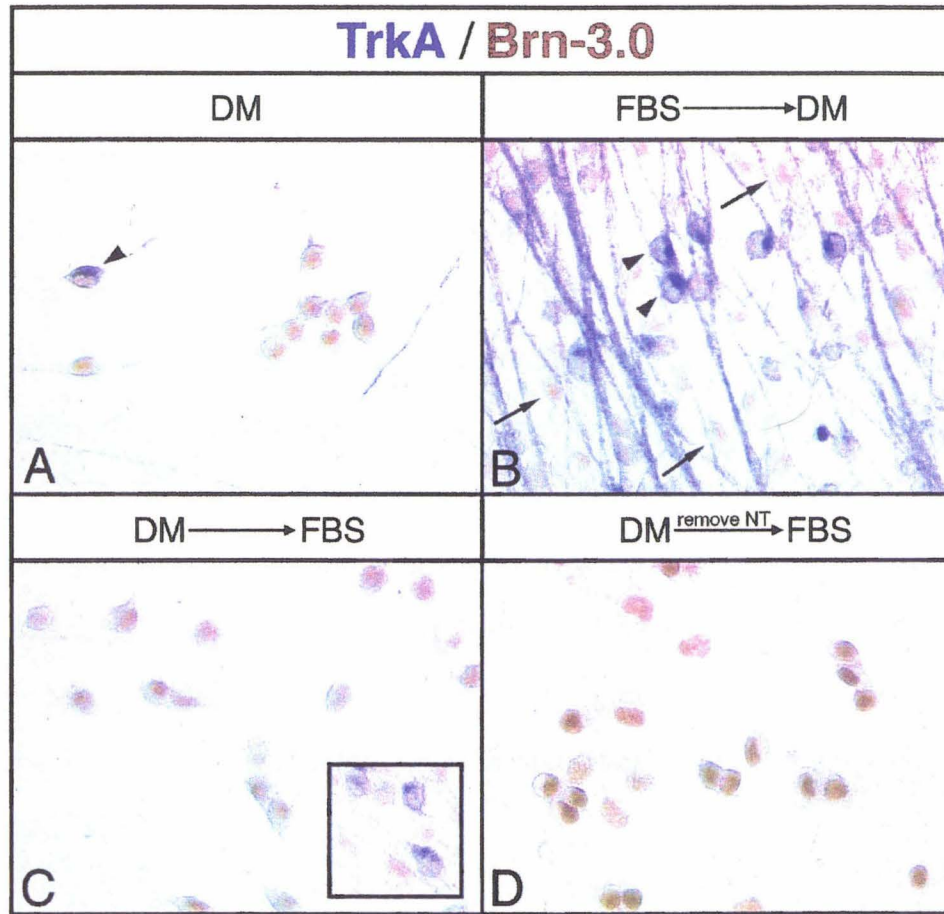 TrkA / Brn-3.0
DM
FBS → DM
A
B
DM → FBS
DM remove NT → FBS
C
D